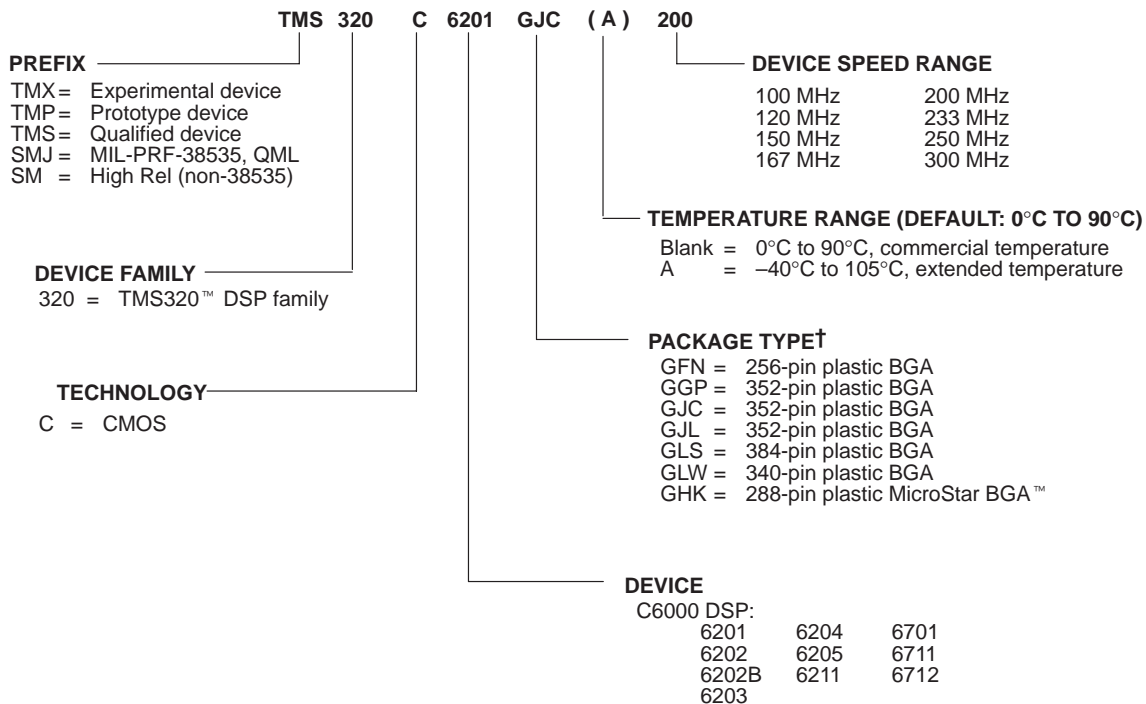 TMS 320 C 6201 GJC ( A ) 200
PREFIX
TMX = Experimental device
TMP = Prototype device
TMS = Qualified device
SMJ = MIL-PRF-38535, QML
SM = High Rel (non-38535)
DEVICE SPEED RANGE
100 MHz 200 MHz
120 MHz 233 MHz
150 MHz 250 MHz
167 MHz 300 MHz
TEMPERATURE RANGE (DEFAULT: 0°C TO 90°C)
Blank = 0°C to 90°C, commercial temperature
A = –40°C to 105°C, extended temperature
DEVICE FAMILY
320 = TMS320™ DSP family
PACKAGE TYPE†
GFN = 256-pin plastic BGA
GGP = 352-pin plastic BGA
GJC = 352-pin plastic BGA
GJL = 352-pin plastic BGA
GLS = 384-pin plastic BGA
GLW = 340-pin plastic BGA
GHK = 288-pin plastic MicroStar BGA™
TECHNOLOGY
C = CMOS
DEVICE
C6000 DSP:
6201 6204 6701
6202 6205 6711
6202B 6211 6712
6203